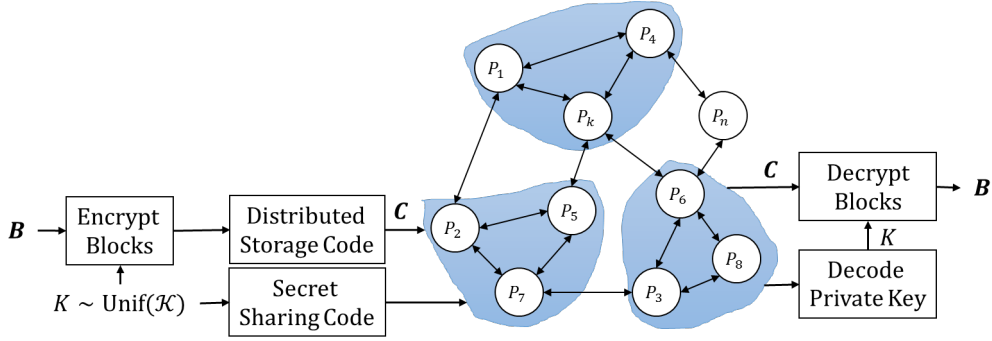 P₁
P₄
Pₖ
Pₙ
P₂
P₅
P₇
P₆
P₈
P₃
B
Encrypt
Blocks
K ~ Unif(𝒦)
Distributed
Storage Code
C
Secret
Sharing Code
C
Decrypt
Blocks
B
K
Decode
Private Key